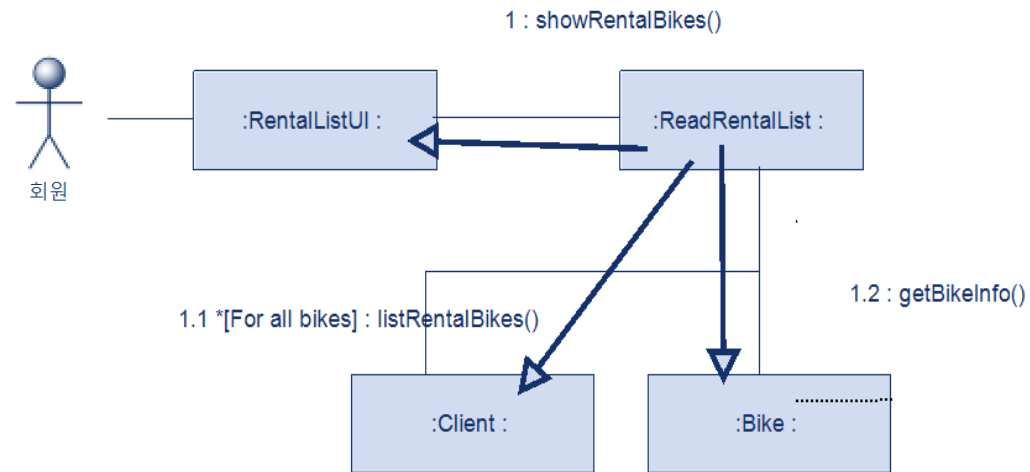 1 : showRentalBikes()
:RentalListUI :
:ReadRentalList :
회원
1.2 : getBikeInfo()
1.1 *[For all bikes] : listRentalBikes()
:Client :
:Bike :